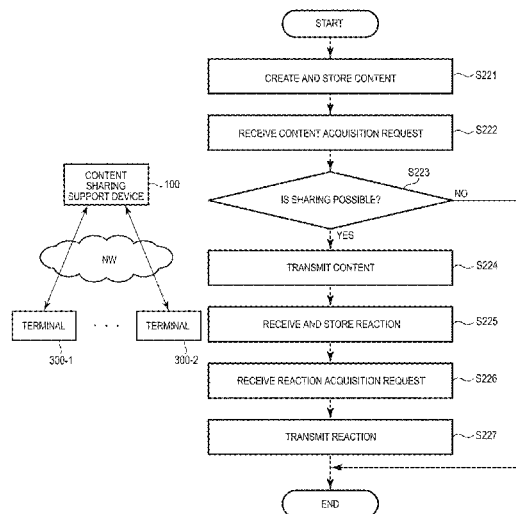 START
CREATE AND STORE CONTENT
S221
RECEIVE CONTENT ACQUISITION REQUEST
S222
S223
IS SHARING POSSIBLE?
NO
YES
TRANSMIT CONTENT
S224
RECEIVE AND STORE REACTION
S225
RECEIVE REACTION ACQUISITION REQUEST
S226
TRANSMIT REACTION
S227
END
CONTENT
SHARING
SUPPORT DEVICE
100
NW
TERMINAL
. . .
TERMINAL
300-1
300-2